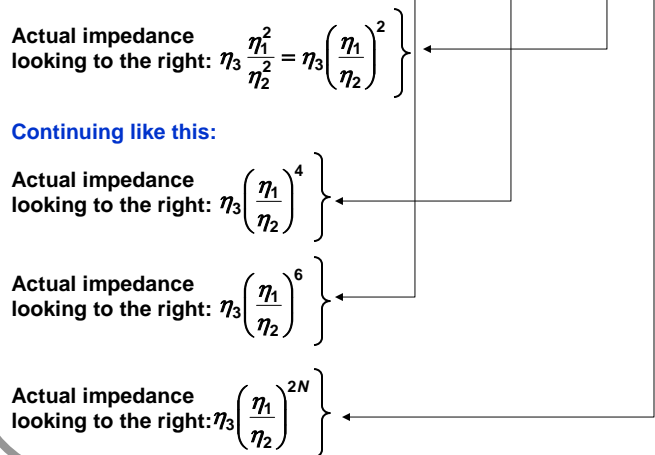 Actual impedance
looking to the right: η₃ η₁²/η₂² = η₃(η₁/η₂)²
Continuing like this:
Actual impedance
looking to the right: η₃(η₁/η₂)⁴
Actual impedance
looking to the right: η₃(η₁/η₂)⁶
Actual impedance
looking to the right:η₃(η₁/η₂)²ᴺ